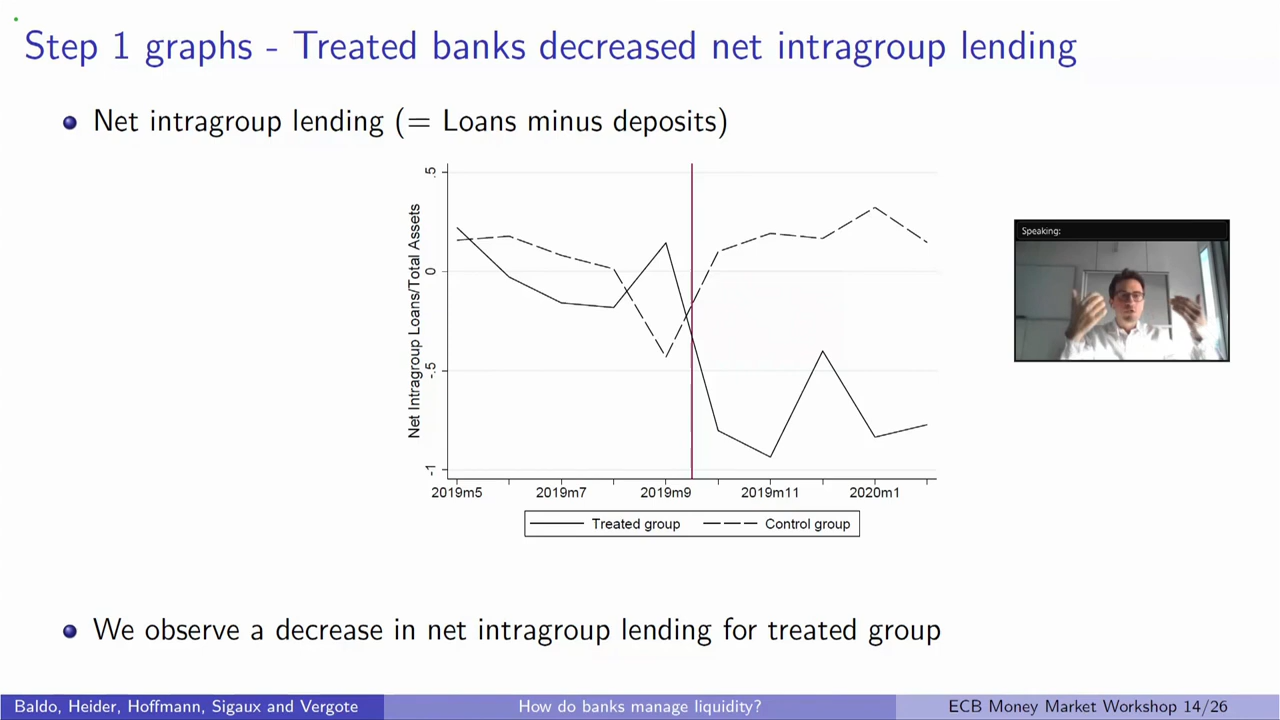 Step 1 graphs - Treated banks decreased net intragroup lending
Net intragroup lending (= Loans minus deposits)
Net Intragroup Loans/Total Assets
.5
0
-.5
-1
2019m5 2019m7 2019m9 2019m11 2020m1
Treated group Control group
Speaking:
We observe a decrease in net intragroup lending for treated group
Baldo, Heider, Hoffmann, Sigaux and Vergote How do banks manage liquidity? ECB Money Market Workshop 14/26